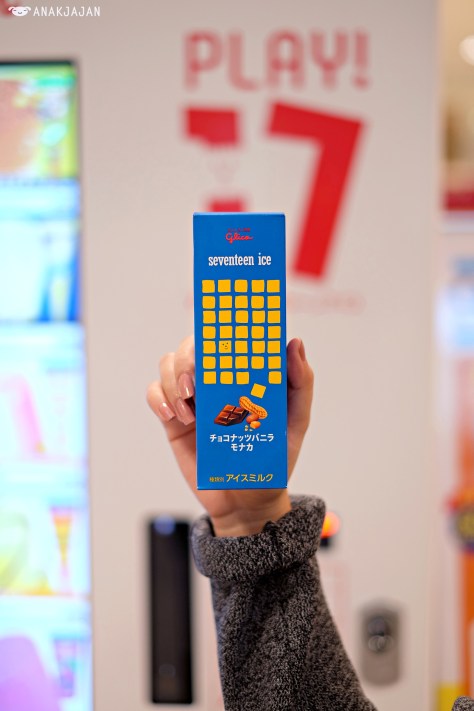 ANAKJAJAN
PLAY!
17
Glico
seventeen ice
チョコナッツバニラ
モナカ
種類別 アイスミルク